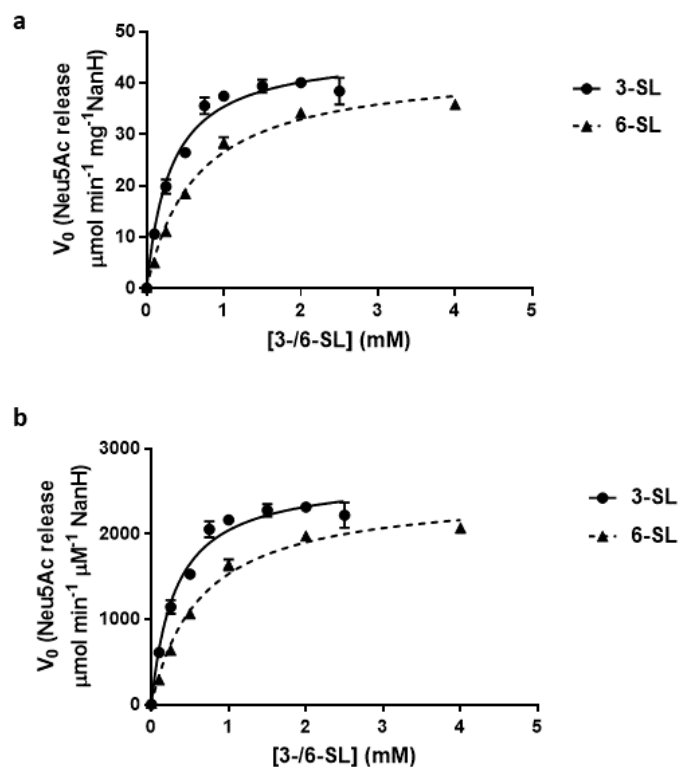 a
50
40
30
20
10
0
V₀ (Neu5Ac release
µmol min⁻¹ mg⁻¹NanH)
0 1 2 3 4 5
[3-/6-SL] (mM)
3-SL
6-SL
b
3000
2000
1000
0
V₀ (Neu5Ac release
µmol min⁻¹ µM⁻¹ NanH)
0 1 2 3 4 5
[3-/6-SL] (mM)
3-SL
6-SL